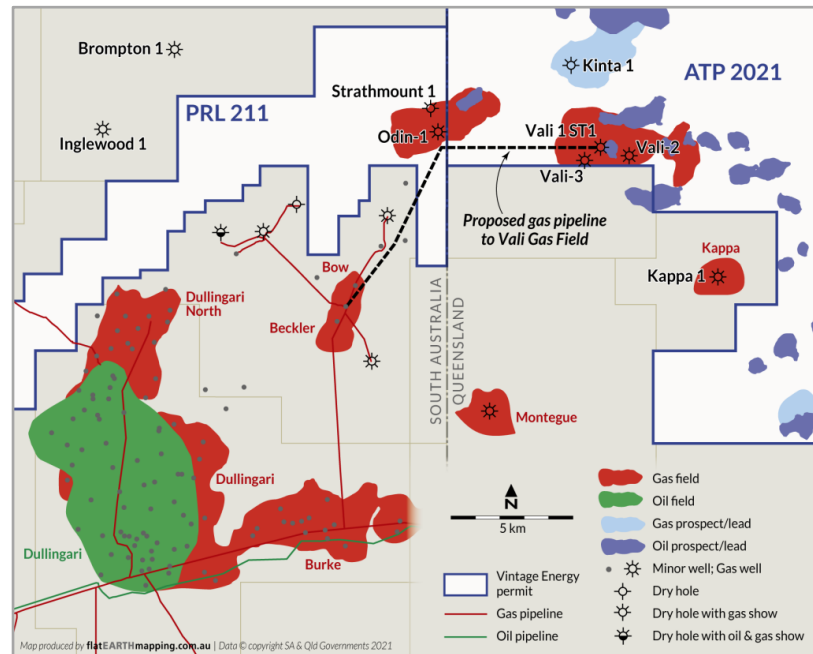 Brompton 1
Inglewood 1
PRL 211
Strathmount 1
Odin-1
Kinta 1
ATP 2021
Vali 1 ST1
Vali-2
Vali-3
Proposed gas pipeline
to Vali Gas Field
Kappa
Kappa 1
Bow
Beckler
Dullingari
North
SOUTH AUSTRALIA
QUEENSLAND
Montegue
Dullingari
Dullingari
Burke
N
5 km
Vintage Energy
permit
Gas pipeline
Oil pipeline
Gas field
Oil field
Gas prospect/lead
Oil prospect/lead
Minor well; Gas well
Dry hole
Dry hole with gas show
Dry hole with oil & gas show
Map produced by flatEARTHmapping.com.au | Data © copyright SA & Qld Governments 2021